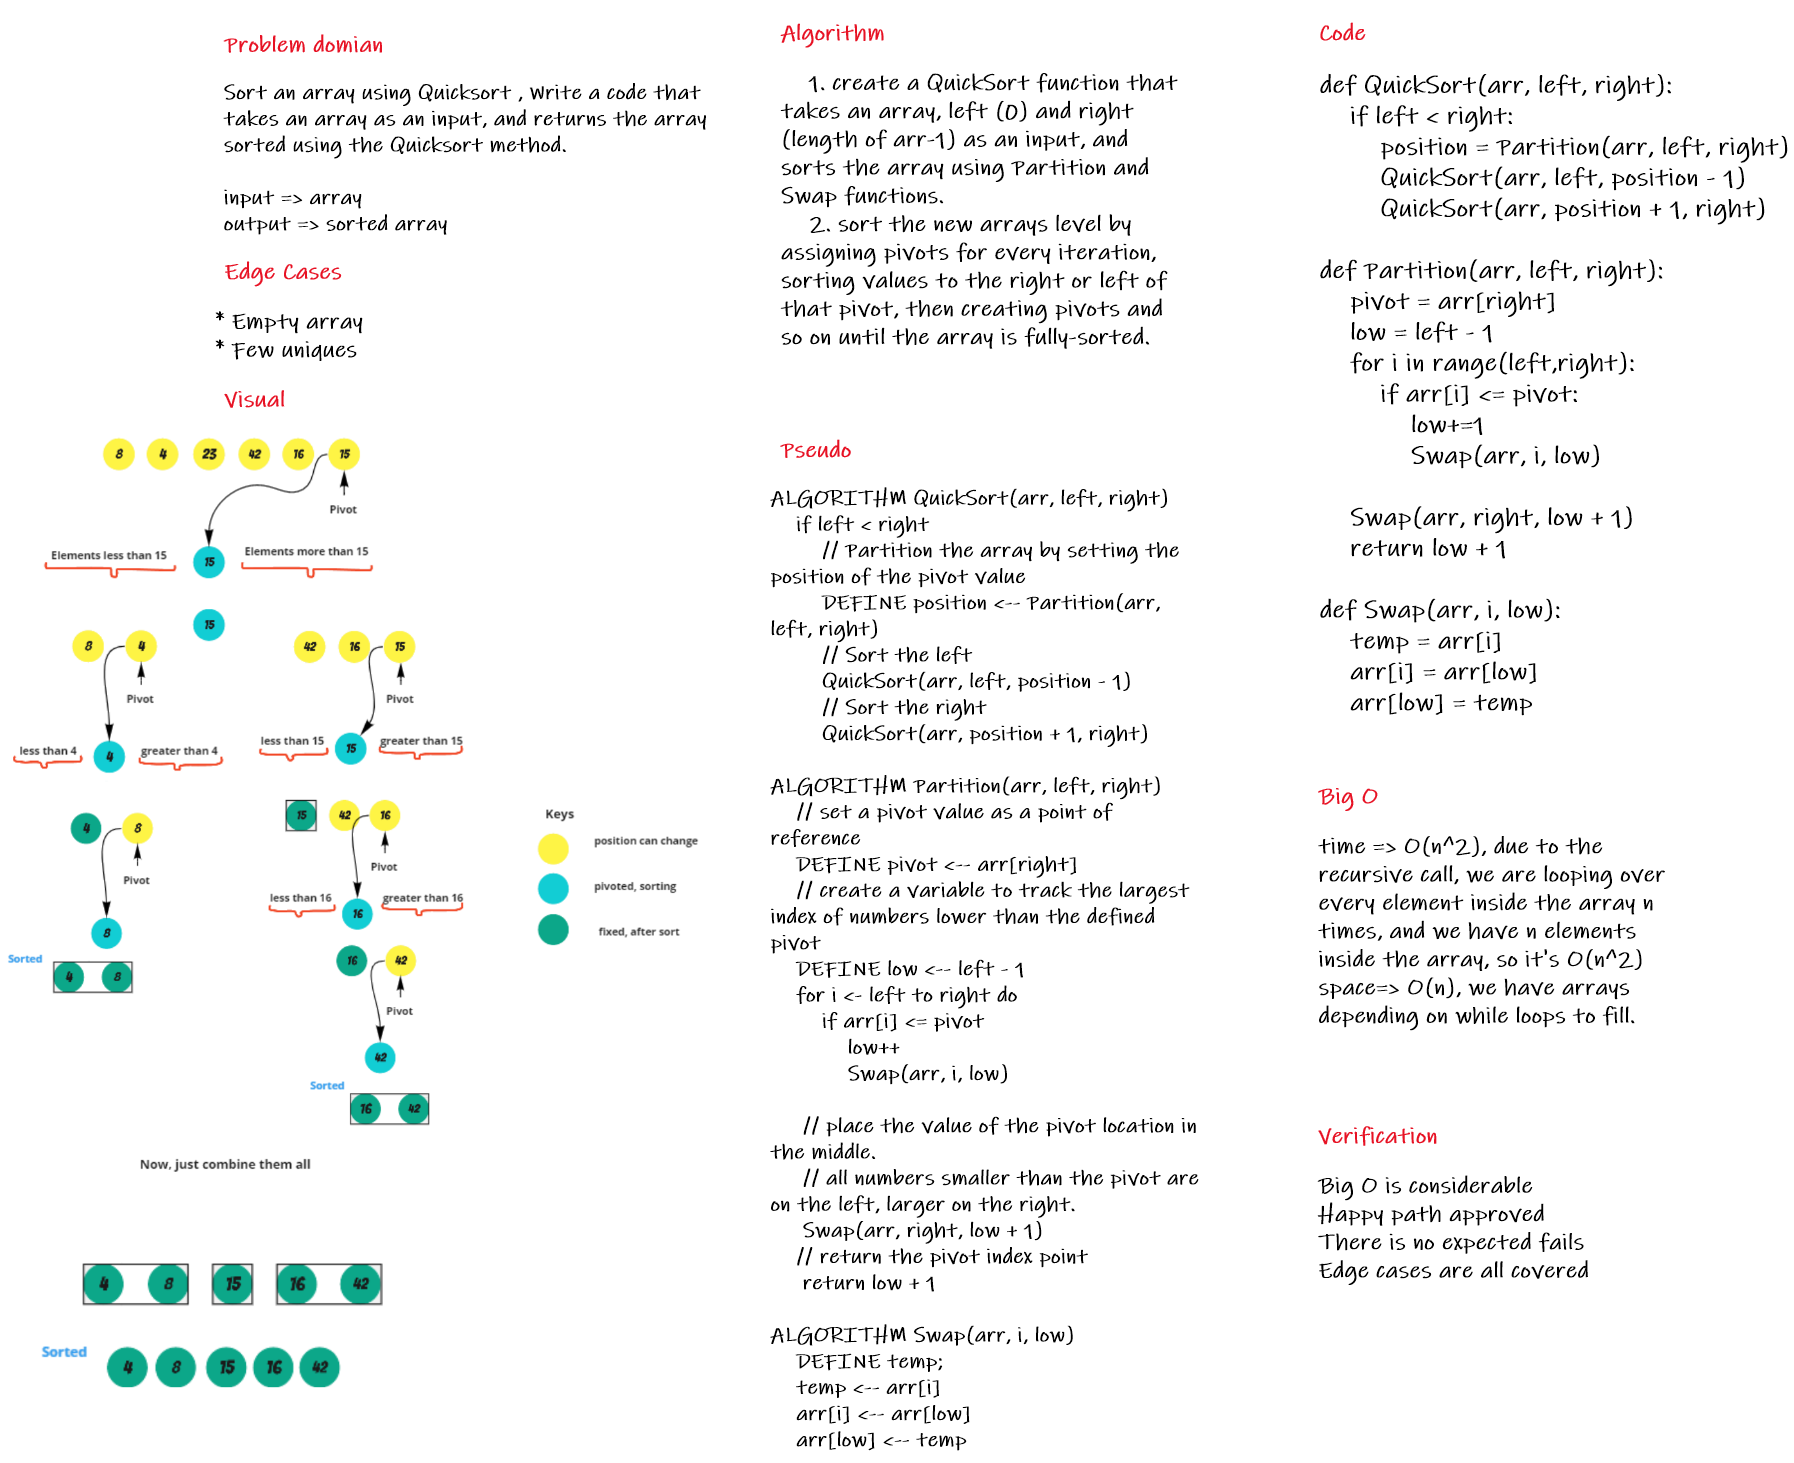 Problem domian
Sort an array using Quicksort , Write a code that
takes an array as an input, and returns the array
sorted using the Quicksort method.
input => array
output => sorted array
Edge Cases
* Empty array
* Few uniques
Visual
8 4 23 42 16 15
Pivot
Elements less than 15
15
Elements more than 15
15
8 4
Pivot
less than 4
4
greater than 4
4 8
Pivot
8
Sorted
4 8
42 16 15
Pivot
less than 15
15
greater than 15
15 42 16
Pivot
less than 16
16
greater than 16
16 42
Pivot
42
Sorted
16 42
Keys
position can change
pivoted, sorting
fixed, after sort
Now, just combine them all
4 8 15 16 42
Sorted
4 8 15 16 42
Algorithm
1. create a QuickSort function that
takes an array, left (0) and right
(length of arr-1) as an input, and
sorts the array using Partition and
Swap functions.
2. sort the new arrays level by
assigning pivots for every iteration,
sorting values to the right or left of
that pivot, then creating pivots and
so on until the array is fully-sorted.
Pseudo
ALGORITHM QuickSort(arr, left, right)
if left < right
// Partition the array by setting the
position of the pivot value
DEFINE position <-- Partition(arr,
left, right)
// Sort the left
QuickSort(arr, left, position - 1)
// Sort the right
QuickSort(arr, position + 1, right)
ALGORITHM Partition(arr, left, right)
// set a pivot value as a point of
reference
DEFINE pivot <-- arr[right]
// create a variable to track the largest
index of numbers lower than the defined
pivot
DEFINE low <-- left - 1
for i <- left to right do
if arr[i] <= pivot
low++
Swap(arr, i, low)
// place the value of the pivot location in
the middle.
// all numbers smaller than the pivot are
on the left, larger on the right.
Swap(arr, right, low + 1)
// return the pivot index point
return low + 1
ALGORITHM Swap(arr, i, low)
DEFINE temp;
temp <-- arr[i]
arr[i] <-- arr[low]
arr[low] <-- temp
Code
def QuickSort(arr, left, right):
if left < right:
position = Partition(arr, left, right)
QuickSort(arr, left, position - 1)
QuickSort(arr, position + 1, right)
def Partition(arr, left, right):
pivot = arr[right]
low = left - 1
for i in range(left,right):
if arr[i] <= pivot:
low+=1
Swap(arr, i, low)
Swap(arr, right, low + 1)
return low + 1
def Swap(arr, i, low):
temp = arr[i]
arr[i] = arr[low]
arr[low] = temp
Big O
time => O(n^2), due to the
recursive call, we are looping over
every element inside the array n
times, and we have n elements
inside the array, so it's O(n^2)
space=> O(n), we have arrays
depending on while loops to fill.
Verification
Big O is considerable
Happy path approved
There is no expected fails
Edge cases are all covered